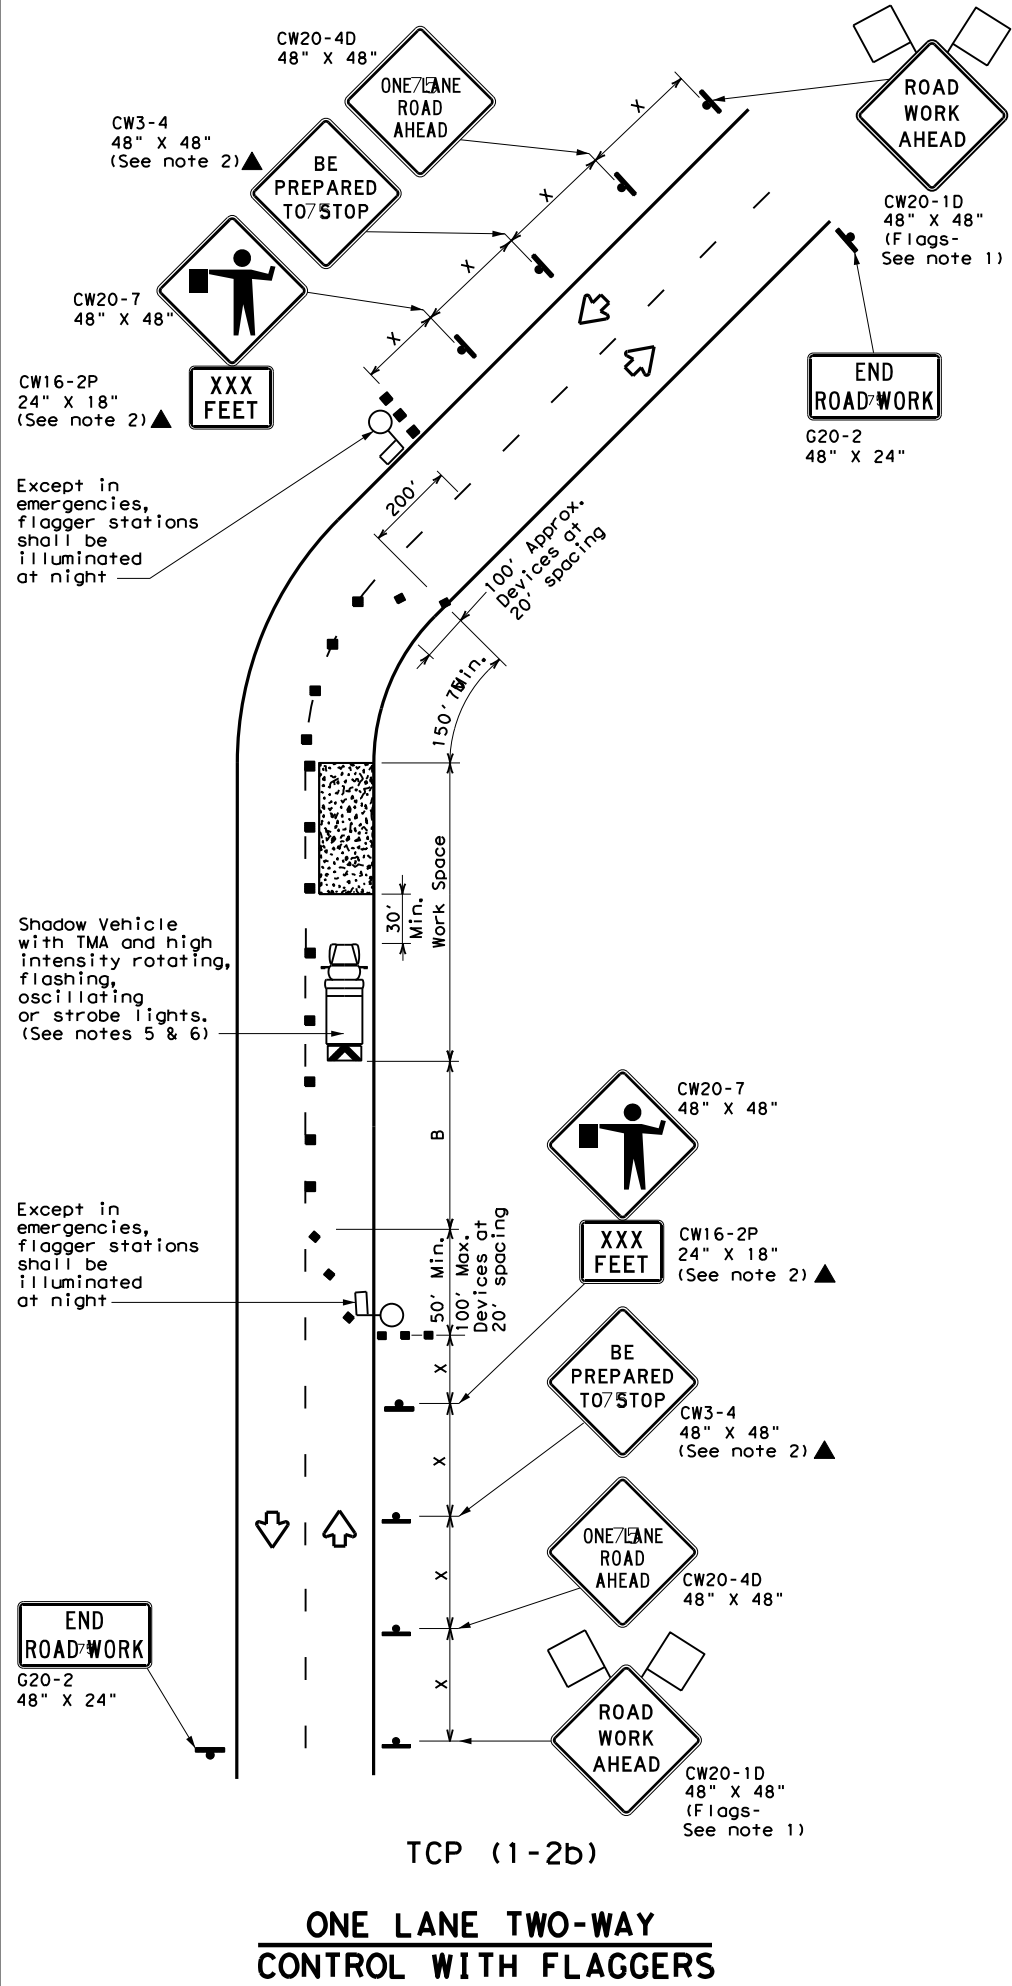 CW20-4D
48" X 48"
ONE LANE
ROAD
AHEAD
ROAD
WORK
AHEAD
CW3-4
48" X 48"
(See note 2)
BE
PREPARED
TO STOP
CW20-1D
48" X 48"
(Flags-
See note 1)
CW20-7
48" X 48"
X
X
X
X
CW16-2P
24" X 18"
(See note 2)
XXX
FEET
END
ROAD WORK
G20-2
48" X 24"
Except in
emergencies,
flagger stations
shall be
illuminated
at night
200'
100' Approx.
Devices at
20' spacing
150' Min.
Work Space
30'
Min.
Shadow Vehicle
with TMA and high
intensity rotating,
flashing,
oscillating
or strobe lights.
(See notes 5 & 6)
B
CW20-7
48" X 48"
XXX
FEET
CW16-2P
24" X 18"
(See note 2)
Except in
emergencies,
flagger stations
shall be
illuminated
at night
50' Min.
100' Max.
Devices at
20' spacing
X
X
X
X
BE
PREPARED
TO STOP
CW3-4
48" X 48"
(See note 2)
ONE LANE
ROAD
AHEAD
CW20-4D
48" X 48"
END
ROAD WORK
G20-2
48" X 24"
ROAD
WORK
AHEAD
CW20-1D
48" X 48"
(Flags-
See note 1)
TCP (1-2b)
ONE LANE TWO-WAY
CONTROL WITH FLAGGERS